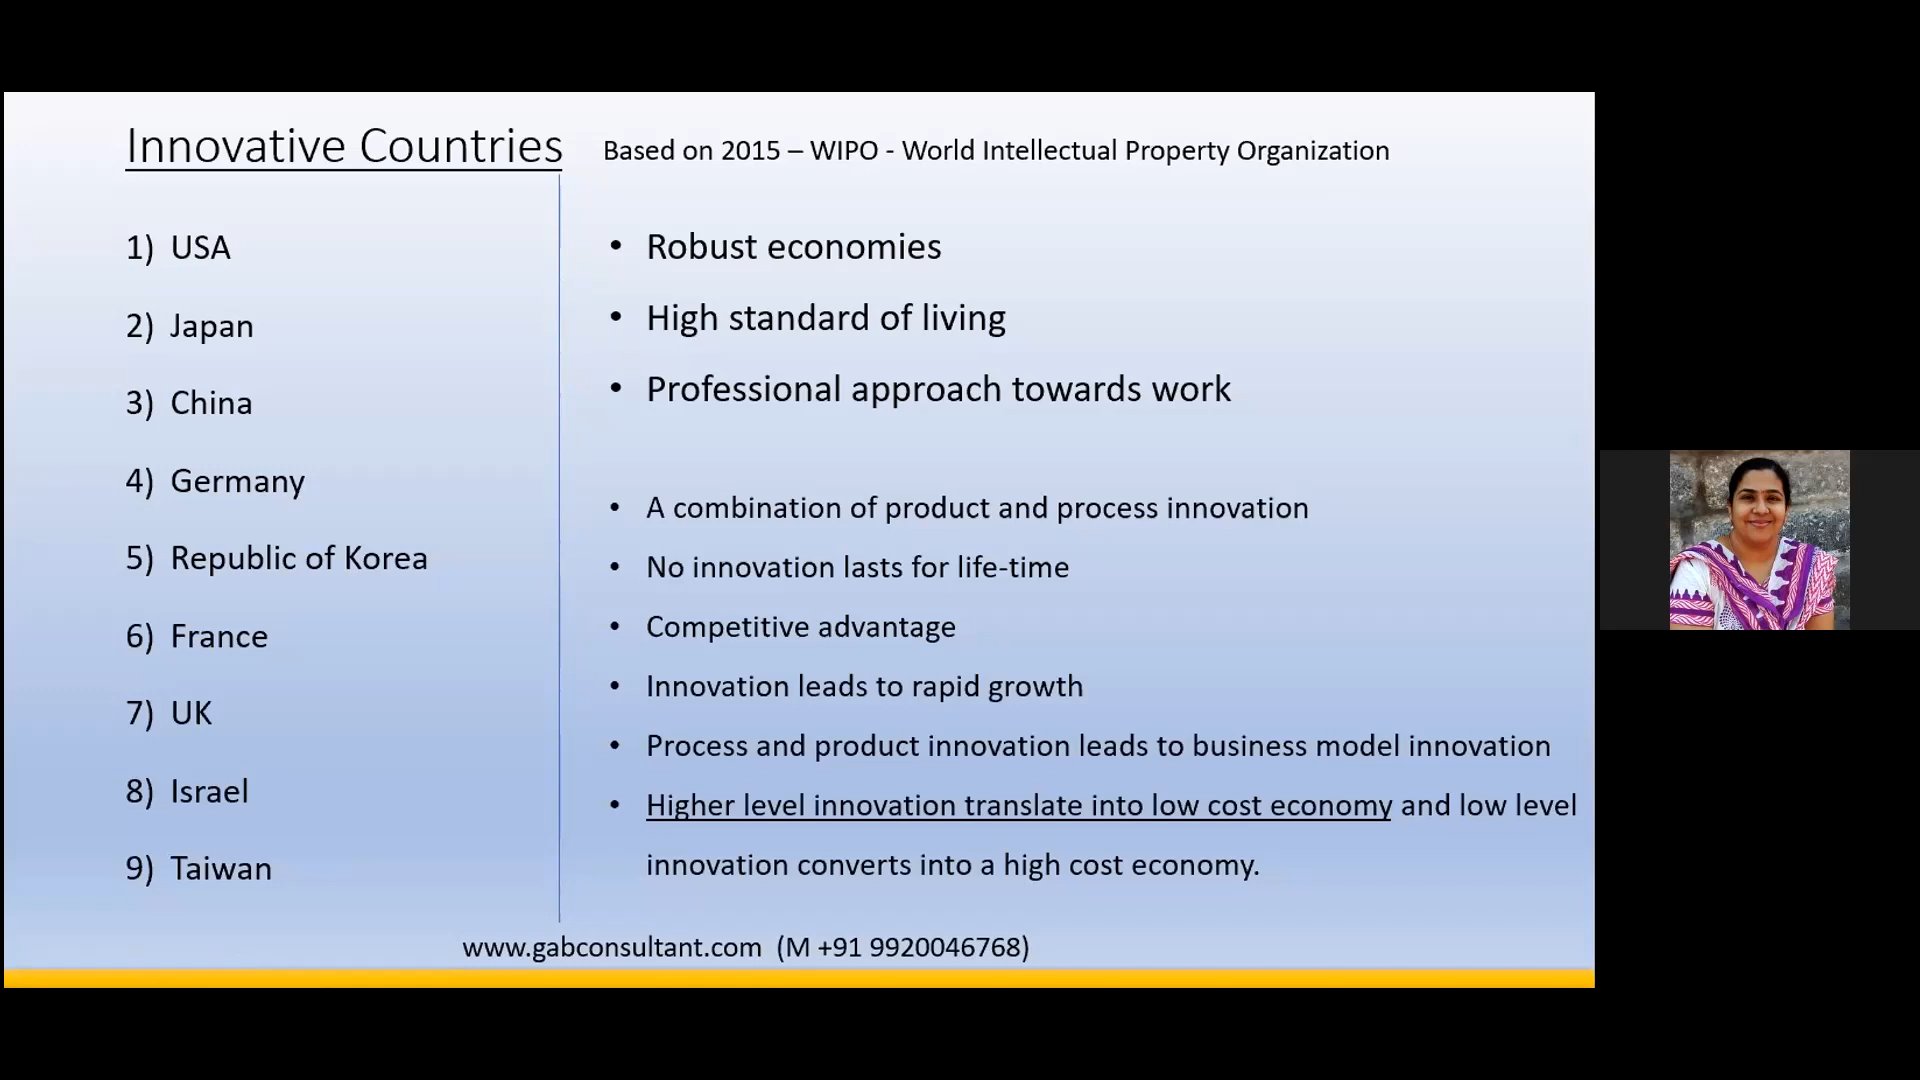 Innovative Countries
Based on 2015 – WIPO - World Intellectual Property Organization
1) USA
2) Japan
3) China
4) Germany
5) Republic of Korea
6) France
7) UK
8) Israel
9) Taiwan
• Robust economies
• High standard of living
• Professional approach towards work
• A combination of product and process innovation
• No innovation lasts for life-time
• Competitive advantage
• Innovation leads to rapid growth
• Process and product innovation leads to business model innovation
• Higher level innovation translate into low cost economy and low level
innovation converts into a high cost economy.
www.gabconsultant.com (M +91 9920046768)